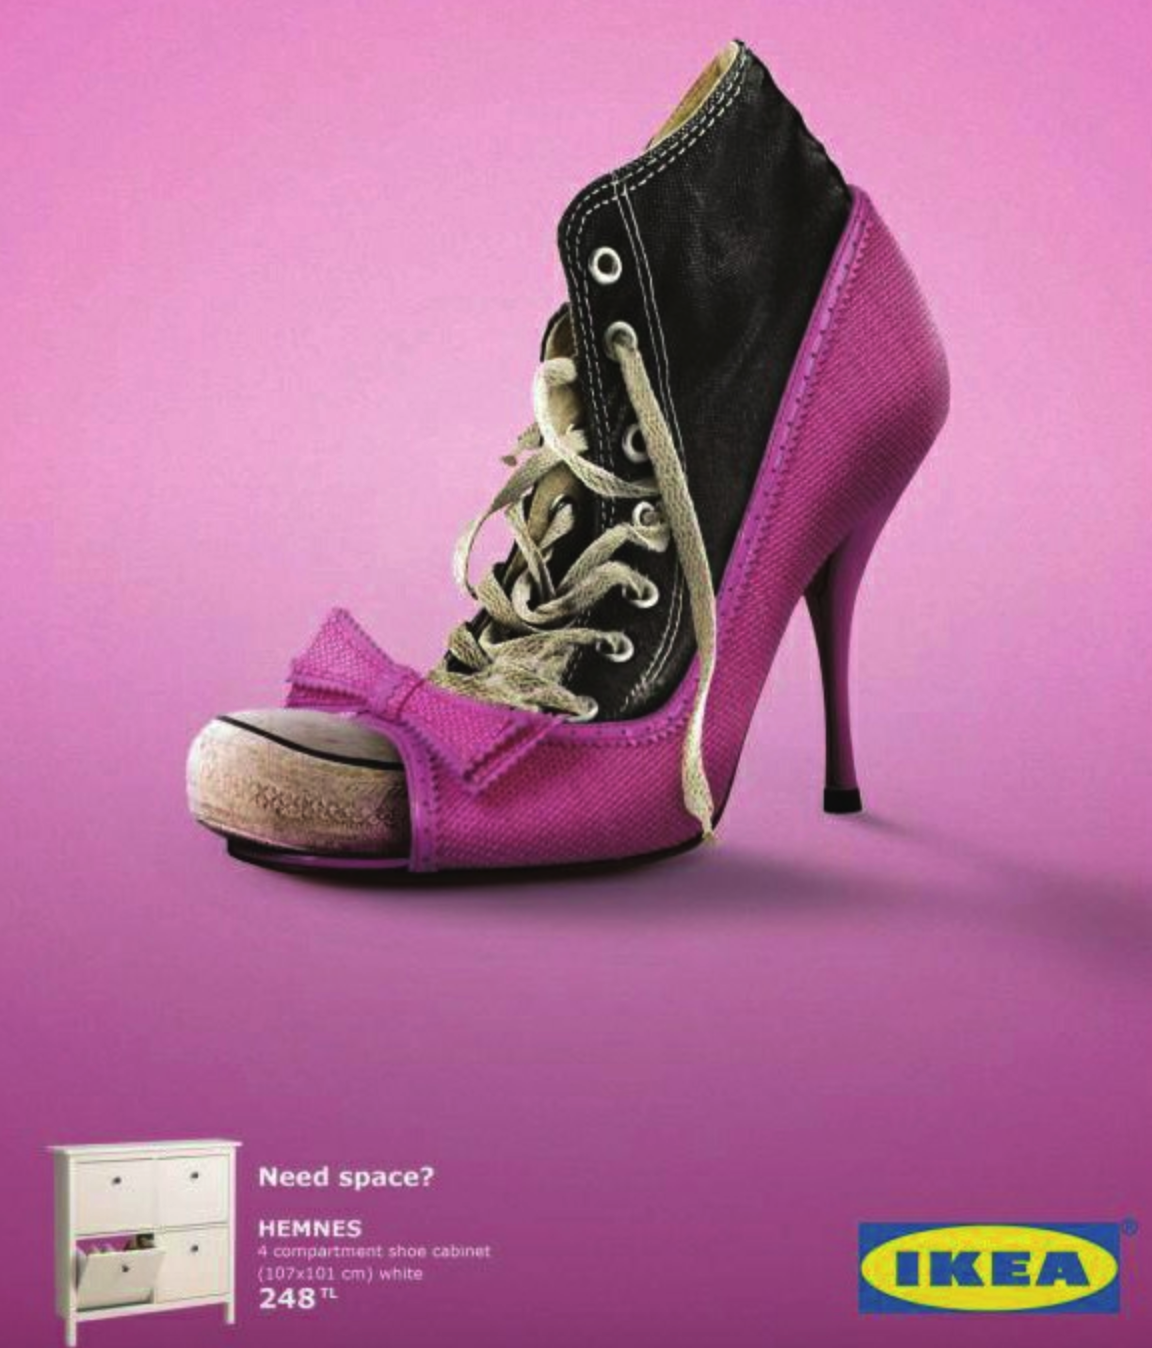 Need space?
HEMNES
4 compartment shoe cabinet
(107x101 cm) white
248 TL
IKEA®